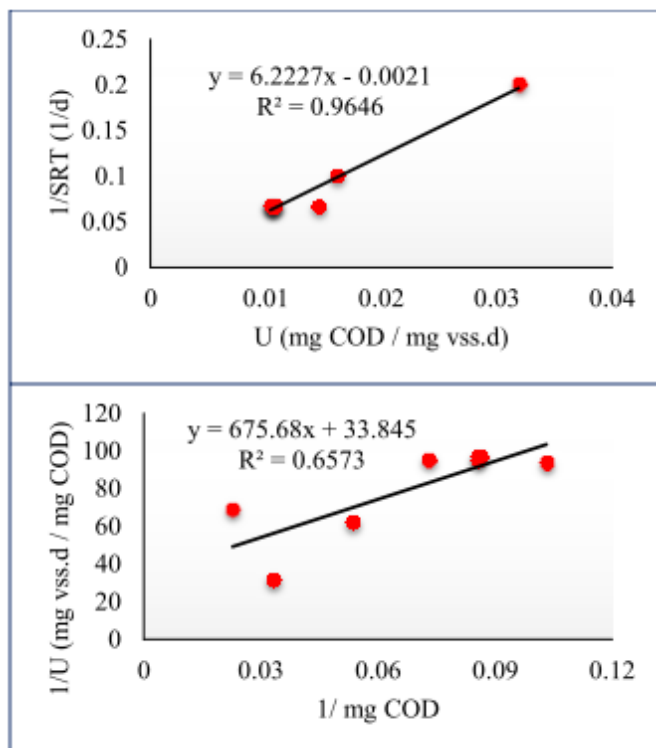 0.25
y = 6.2227x - 0.0021
R² = 0.9646
0.2
0.15
0.1
0.05
0
1/SRT (1/d)
0 0.01 0.02 0.03 0.04
U (mg COD / mg vss.d)
120
y = 675.68x + 33.845
R² = 0.6573
100
80
60
40
20
0
1/U (mg vss.d / mg COD)
0 0.03 0.06 0.09 0.12
1/ mg COD